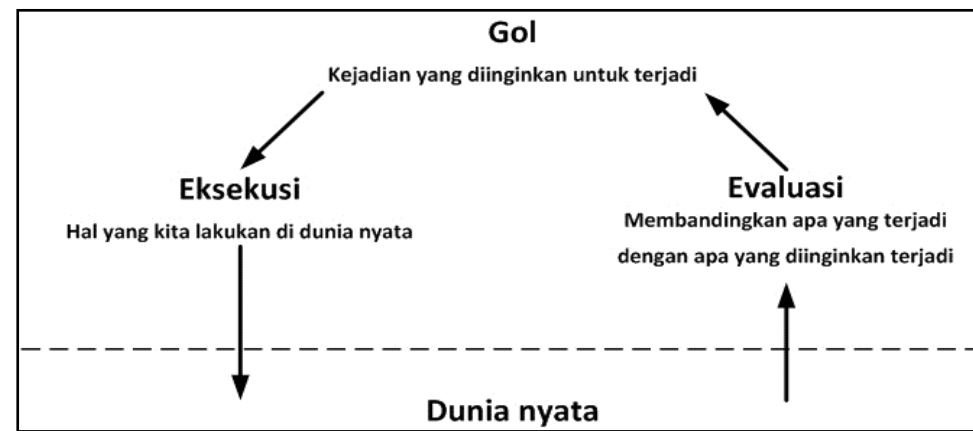 Gol
Kejadian yang diinginkan untuk terjadi
Eksekusi
Hal yang kita lakukan di dunia nyata
Evaluasi
Membandingkan apa yang terjadi
dengan apa yang diinginkan terjadi
Dunia nyata